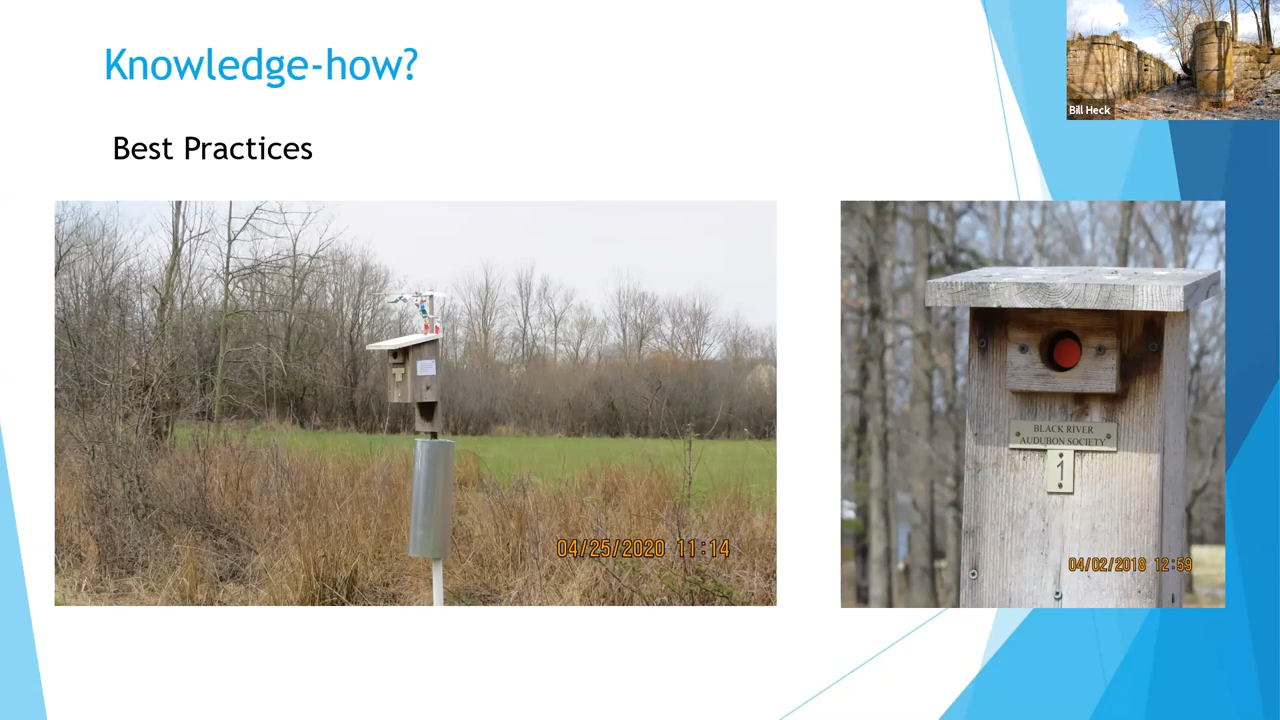 Knowledge-how?
Bill Heck
Best Practices
04/25/2020 11:14
BLACK RIVER
AUDUBON SOCIETY
1
04/02/2018 12:59